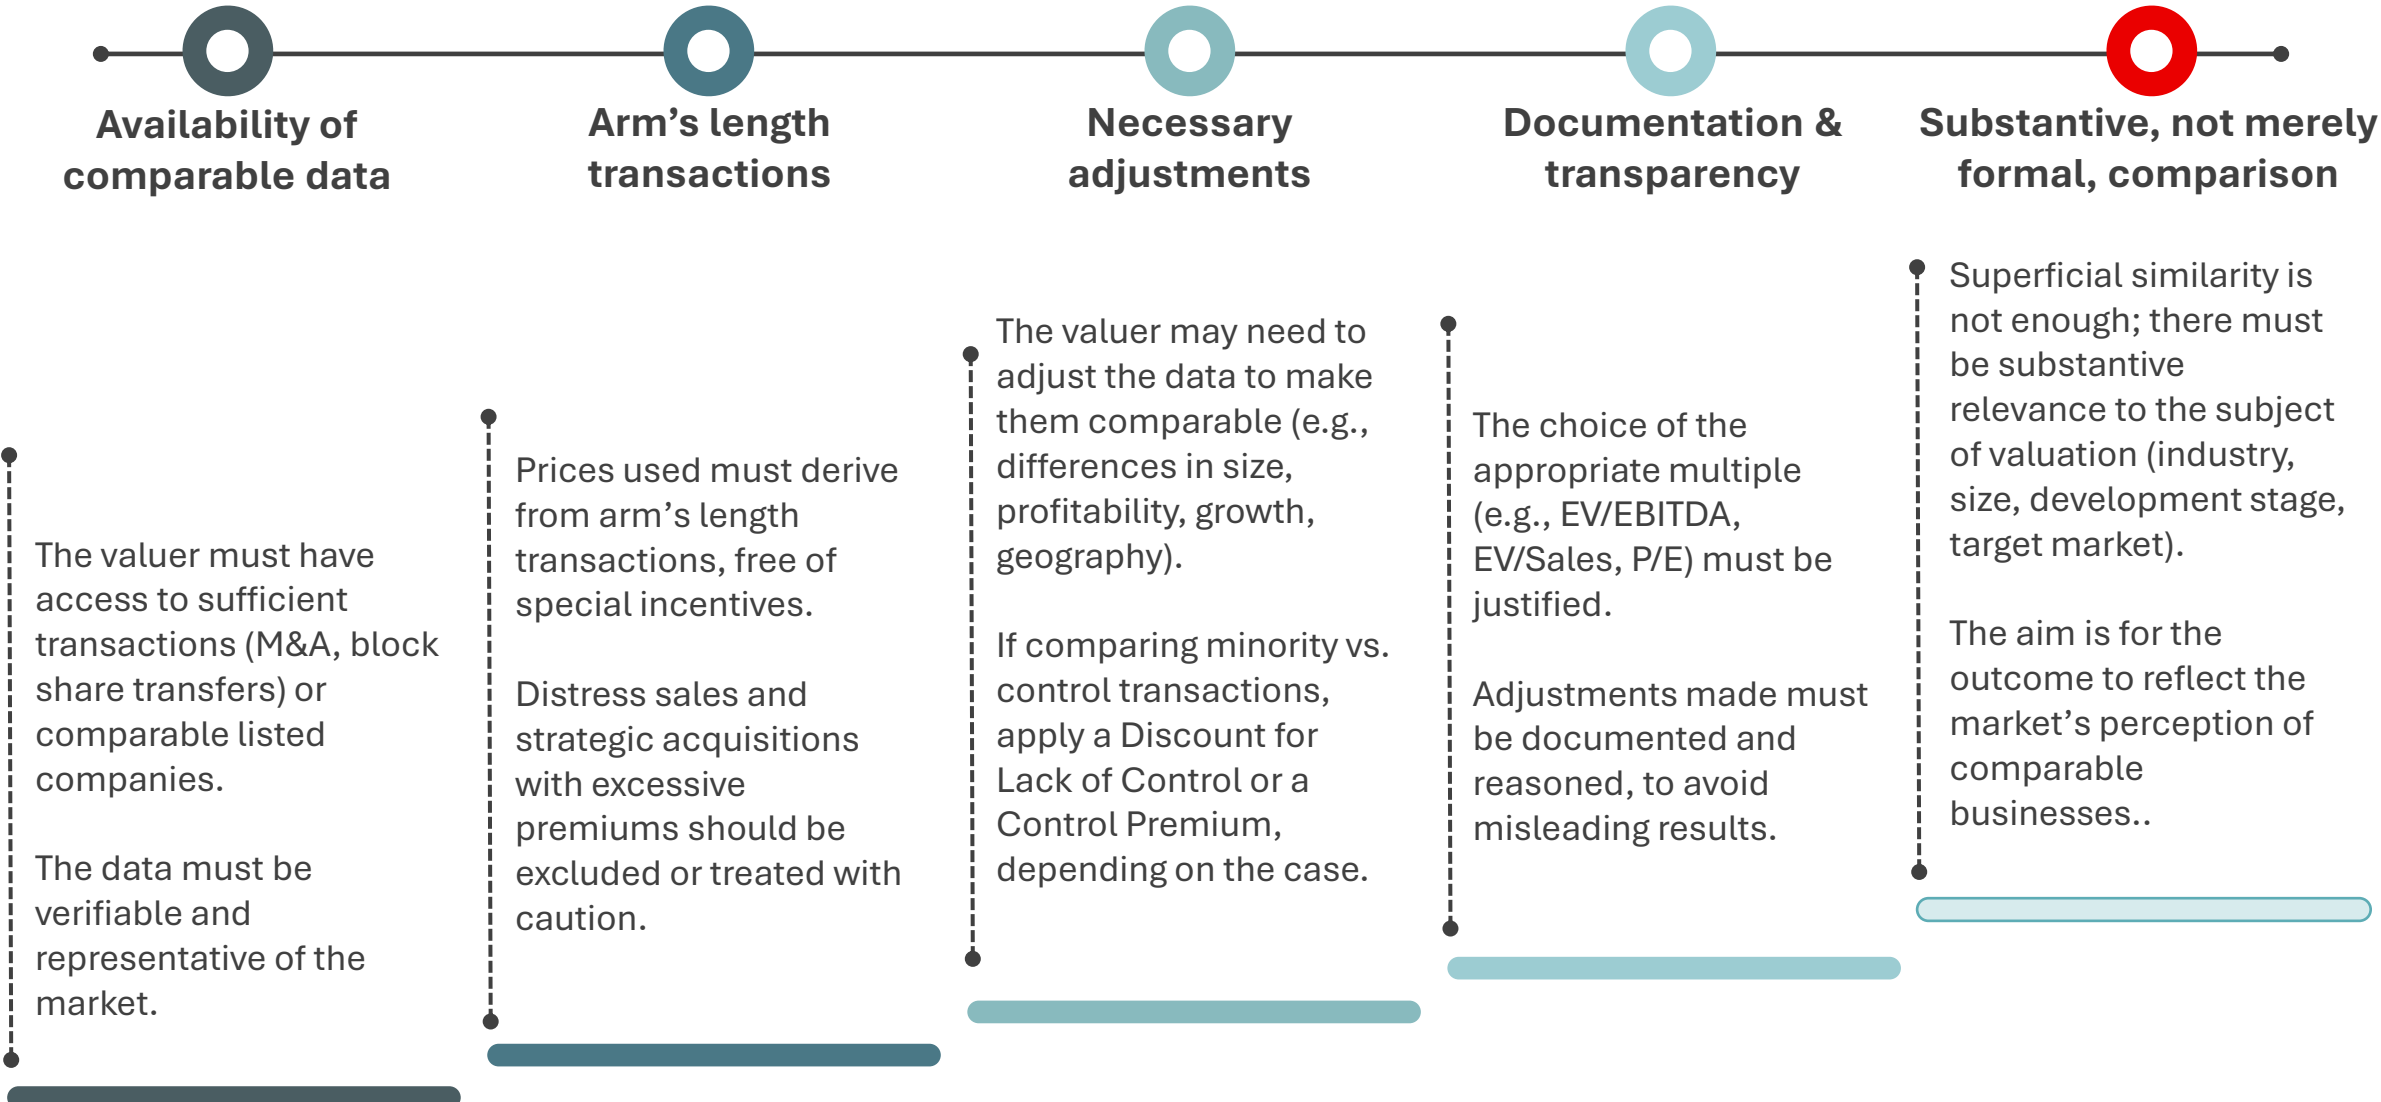 Availability of
comparable data
The valuer must have
access to sufficient
transactions (M&A, block
share transfers) or
comparable listed
companies.
The data must be
verifiable and
representative of the
market.
Arm’s length
transactions
Prices used must derive
from arm’s length
transactions, free of
special incentives.
Distress sales and
strategic acquisitions
with excessive
premiums should be
excluded or treated with
caution.
Necessary
adjustments
The valuer may need to
adjust the data to make
them comparable (e.g.,
differences in size,
profitability, growth,
geography).
If comparing minority vs.
control transactions,
apply a Discount for
Lack of Control or a
Control Premium,
depending on the case.
Documentation &
transparency
The choice of the
appropriate multiple
(e.g., EV/EBITDA,
EV/Sales, P/E) must be
justified.
Adjustments made must
be documented and
reasoned, to avoid
misleading results.
Substantive, not merely
formal, comparison
Superficial similarity is
not enough; there must
be substantive
relevance to the subject
of valuation (industry,
size, development stage,
target market).
The aim is for the
outcome to reflect the
market’s perception of
comparable
businesses..